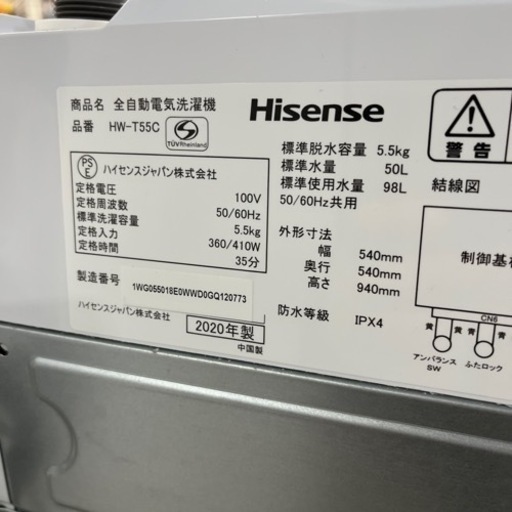 商品名 全自動電気洗濯機
品番 HW-T55C
TÜVRheinland
PS
E
ハイセンスジャパン株式会社
定格電圧 100V
定格周波数 50/60Hz
標準洗濯容量 5.5kg
定格入力 360/410W
定格時間 35分
製造番号 1WG055018E0WWD0GQ120773
ハイセンスジャパン株式会社
2020年製
中国製
Hisense
標準脱水容量 5.5kg
標準水量 50L
標準使用水量 98L
50/60Hz共用
外形寸法
幅 540mm
奥行 540mm
高さ 940mm
防水等級 IPX4
警告
結線図
制御基
CN6
黄 黄 黄
アンバランス
SW
ふたロック